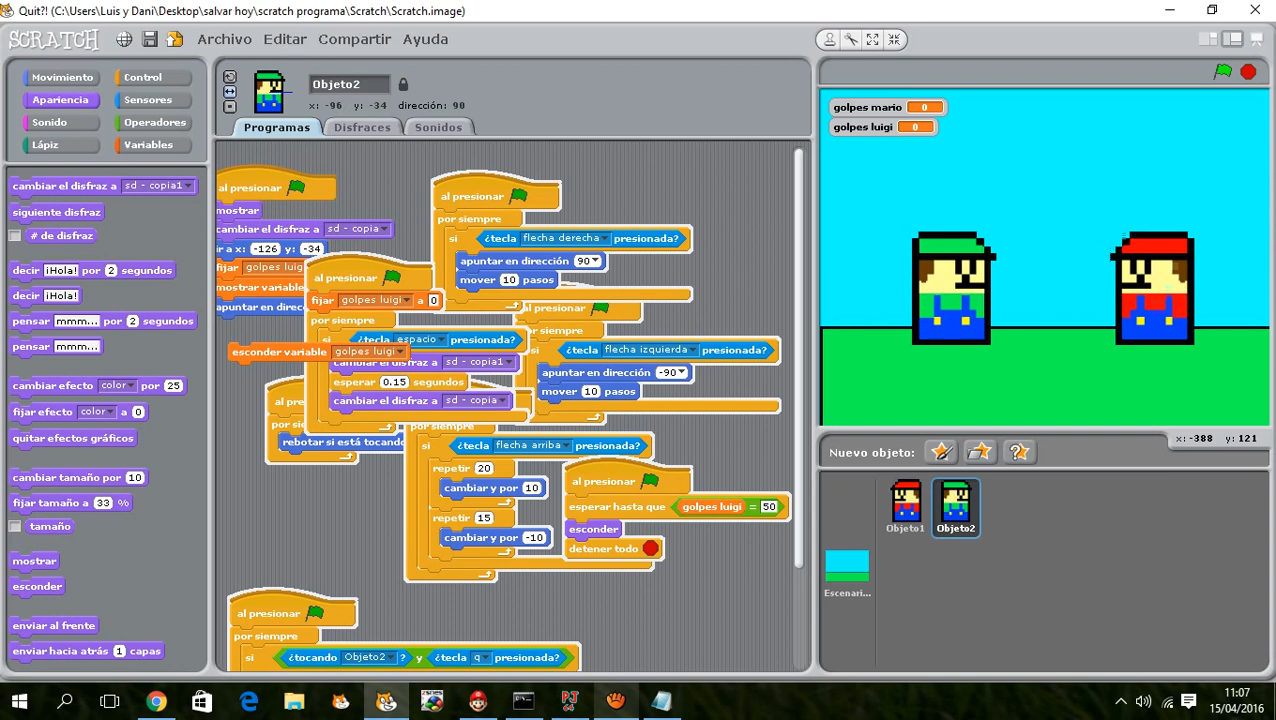 Quit?! (C:\Users\Luis y Dani\Desktop\salvar hoy\scratch programa\Scratch\Scratch.image)
SCRATCH
Archivo Editar Compartir Ayuda
Movimiento Control
Apariencia Sensores
Sonido Operadores
Lápiz Variables
cambiar el disfraz a sd - copia1
siguiente disfraz
# de disfraz
decir ¡Hola! por 2 segundos
decir ¡Hola!
pensar mmm... por 2 segundos
pensar mmm...
cambiar efecto color por 25
fijar efecto color a 0
quitar efectos gráficos
cambiar tamaño por 10
fijar tamaño a 33 %
tamaño
mostrar
esconder
enviar al frente
enviar hacia atrás 1 capas
Objeto2
x: -96 y: -34 dirección: 90
Programas Disfraces Sonidos
al presionar
mostrar
cambiar el disfraz a sd - copia
ir a x: -126 y: -34
fijar golpes luigi
mostrar variable
apuntar en dirección
al presionar
fijar golpes luigi a 0
por siempre
si ¿tecla espacio presionada?
cambiar el disfraz a sd - copia1
esperar 0.15 segundos
cambiar el disfraz a sd - copia
esconder variable golpes luigi
al presionar
por siempre
si ¿tecla flecha derecha presionada?
apuntar en dirección 90
mover 10 pasos
al presionar
por siempre
si ¿tecla flecha izquierda presionada?
apuntar en dirección -90
mover 10 pasos
al pres
por si
rebotar si está tocando
por siempre
si ¿tecla flecha arriba presionada?
repetir 20
cambiar y por 10
repetir 15
cambiar y por -10
al presionar
esperar hasta que golpes luigi = 50
esconder
detener todo
al presionar
por siempre
si ¿tocando Objeto2 ? y ¿tecla q presionada?
golpes mario 0
golpes luigi 0
x: -388 y: 121
Nuevo objeto:
Objeto1 Objeto2
Escenari...
11:07
15/04/2016